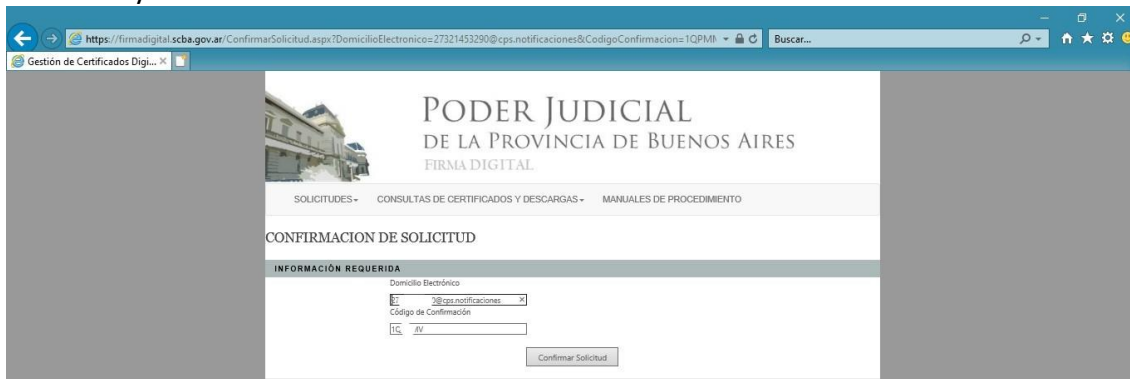 https://firmadigital.scba.gov.ar/ConfirmarSolicitud.aspx?DomicilioElectronico=27321453290@cps.notificaciones&CodigoConfirmacion=1QPM
Buscar...
Gestión de Certificados Digi...
PODER JUDICIAL
DE LA PROVINCIA DE BUENOS AIRES
FIRMA DIGITAL
SOLICITUDES CONSULTAS DE CERTIFICADOS Y DESCARGAS MANUALES DE PROCEDIMIENTO
CONFIRMACION DE SOLICITUD
INFORMACIÓN REQUERIDA
Domicilio Electrónico
@cps.notificaciones
Código de Confirmación
Confirmar Solicitud